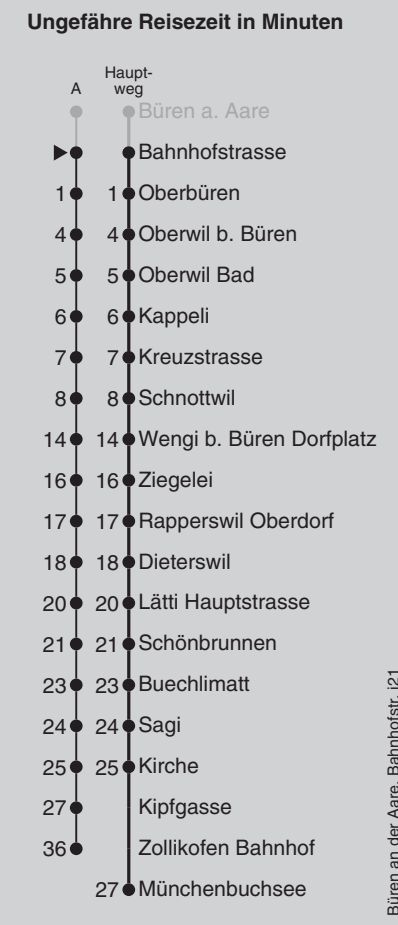 Ungefähre Reisezeit in Minuten
A Haupt-
weg
Büren a. Aare
Bahnhofstrasse
1 1 Oberbüren
4 4 Oberwil b. Büren
5 5 Oberwil Bad
6 6 Kappeli
7 7 Kreuzstrasse
8 8 Schnottwil
14 14 Wengi b. Büren Dorfplatz
16 16 Ziegelei
17 17 Rapperswil Oberdorf
18 18 Dieterswil
20 20 Lätti Hauptstrasse
21 21 Schönbrunnen
23 23 Buechlimatt
24 24 Sagi
25 25 Kirche
27 Kipfgasse
36 Zollikofen Bahnhof
27 Münchenbuchsee
Büren an der Aare, Bahnhofstr. j21